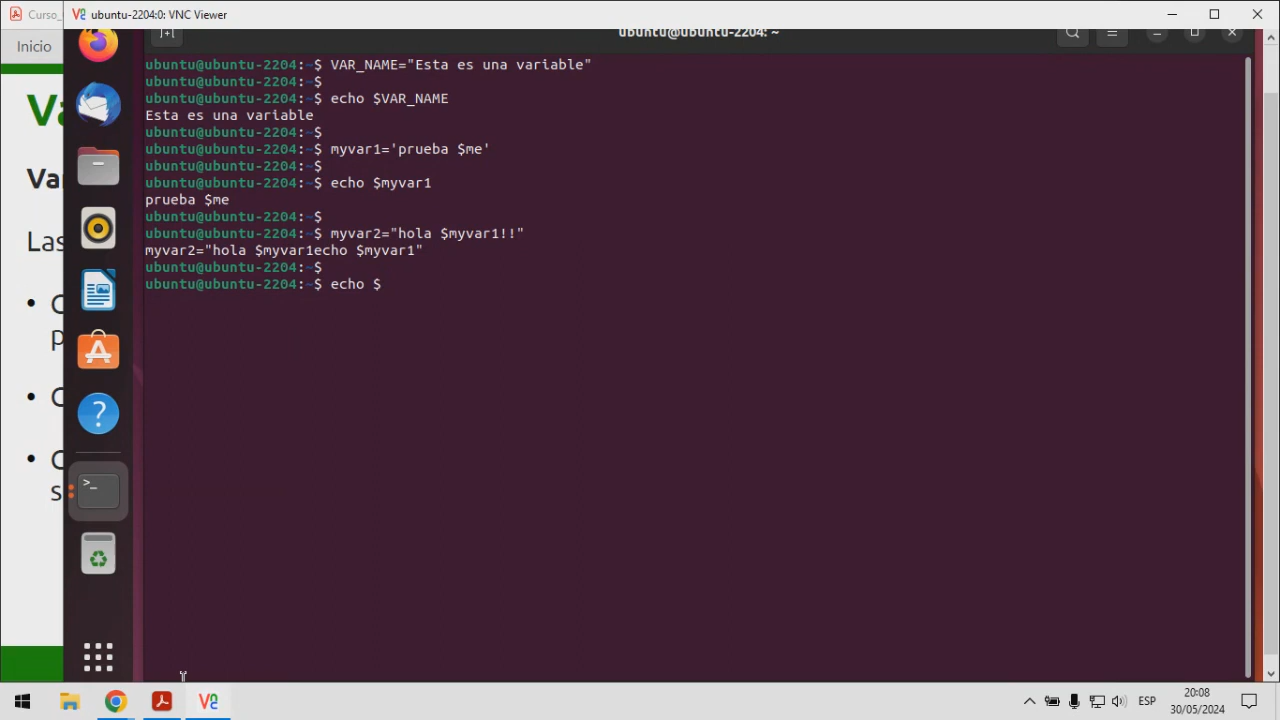 Curso_
ubuntu-2204:0: VNC Viewer
Inicio
ubuntu@ubuntu-2204: ~
ubuntu@ubuntu-2204:~$ VAR_NAME="Esta es una variable"
ubuntu@ubuntu-2204:~$
ubuntu@ubuntu-2204:~$ echo $VAR_NAME
Esta es una variable
ubuntu@ubuntu-2204:~$
ubuntu@ubuntu-2204:~$ myvar1='prueba $me'
ubuntu@ubuntu-2204:~$
ubuntu@ubuntu-2204:~$ echo $myvar1
prueba $me
ubuntu@ubuntu-2204:~$
ubuntu@ubuntu-2204:~$ myvar2="hola $myvar1!!"
myvar2="hola $myvar1echo $myvar1"
ubuntu@ubuntu-2204:~$
ubuntu@ubuntu-2204:~$ echo $
Va
Var
Las
ESP
20:08
30/05/2024